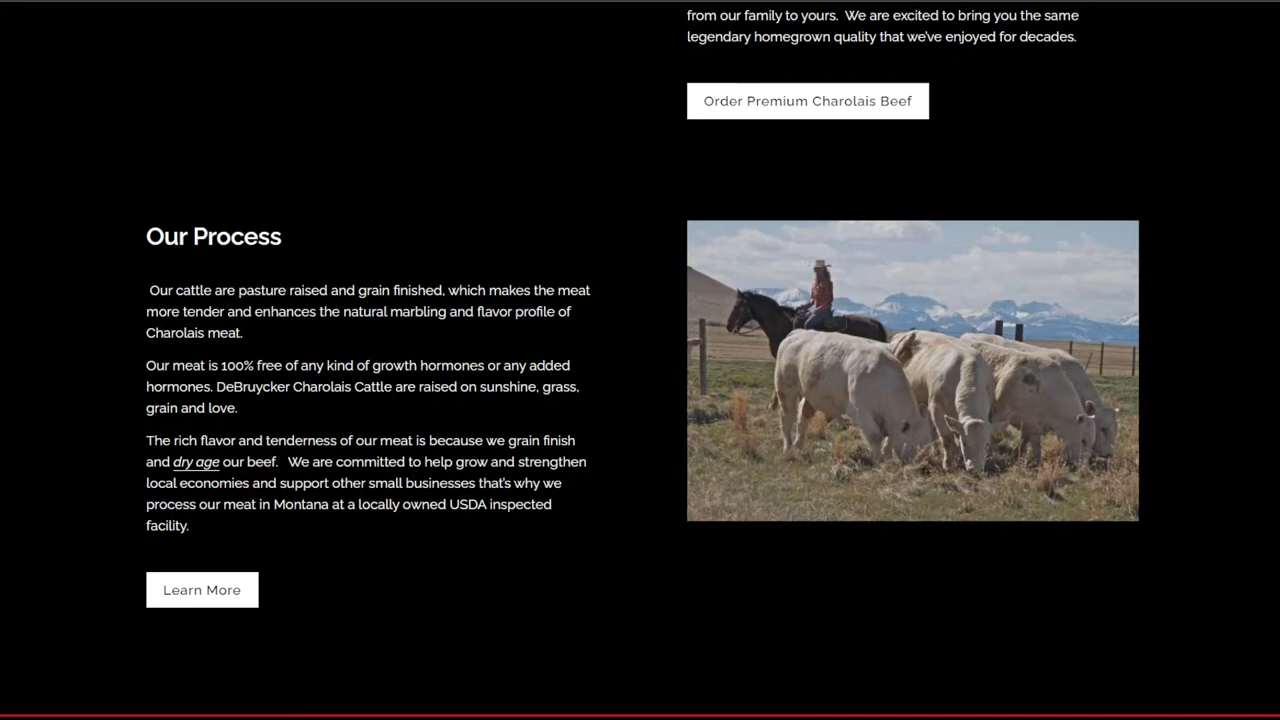 from our family to yours.  We are excited to bring you the same
legendary homegrown quality that we've enjoyed for decades.
Order Premium Charolais Beef
Our Process
Our cattle are pasture raised and grain finished, which makes the meat
more tender and enhances the natural marbling and flavor profile of
Charolais meat.
Our meat is 100% free of any kind of growth hormones or any added
hormones. DeBruycker Charolais Cattle are raised on sunshine, grass,
grain and love.
The rich flavor and tenderness of our meat is because we grain finish
and dry age our beef.   We are committed to help grow and strengthen
local economies and support other small businesses that's why we
process our meat in Montana at a locally owned USDA inspected
facility.
Learn More